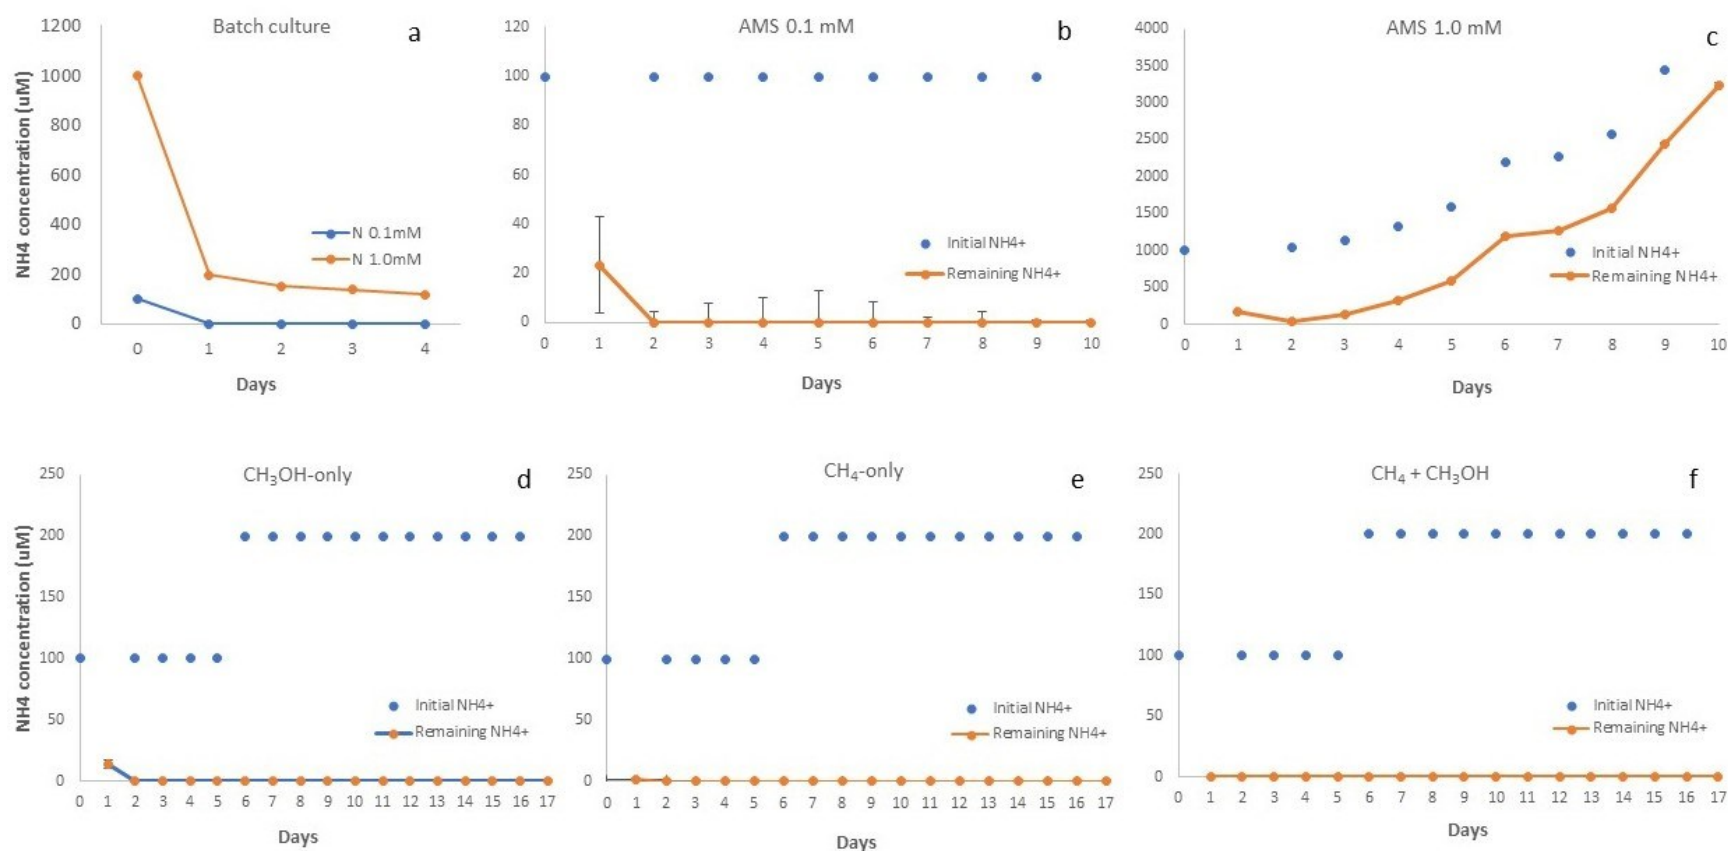 Batch culture
a
NH4 concentration (uM)
1200
1000
800
600
400
200
0
N 0.1mM
N 1.0mM
0 1 2 3 4
Days
AMS 0.1 mM
b
120
100
80
60
40
20
0
Initial NH4+
Remaining NH4+
0 1 2 3 4 5 6 7 8 9 10
Days
AMS 1.0 mM
c
4000
3500
3000
2500
2000
1500
1000
500
0
Initial NH4+
Remaining NH4+
0 1 2 3 4 5 6 7 8 9 10
Days
CH₃OH-only
d
NH4 concentration (uM)
250
200
150
100
50
0
Initial NH4+
Remaining NH4+
0 1 2 3 4 5 6 7 8 9 10 11 12 13 14 15 16 17
Days
CH₄-only
e
250
200
150
100
50
0
Initial NH4+
Remaining NH4+
0 1 2 3 4 5 6 7 8 9 10 11 12 13 14 15 16 17
Days
CH₄ + CH₃OH
f
250
200
150
100
50
0
Initial NH4+
Remaining NH4+
0 1 2 3 4 5 6 7 8 9 10 11 12 13 14 15 16 17
Days